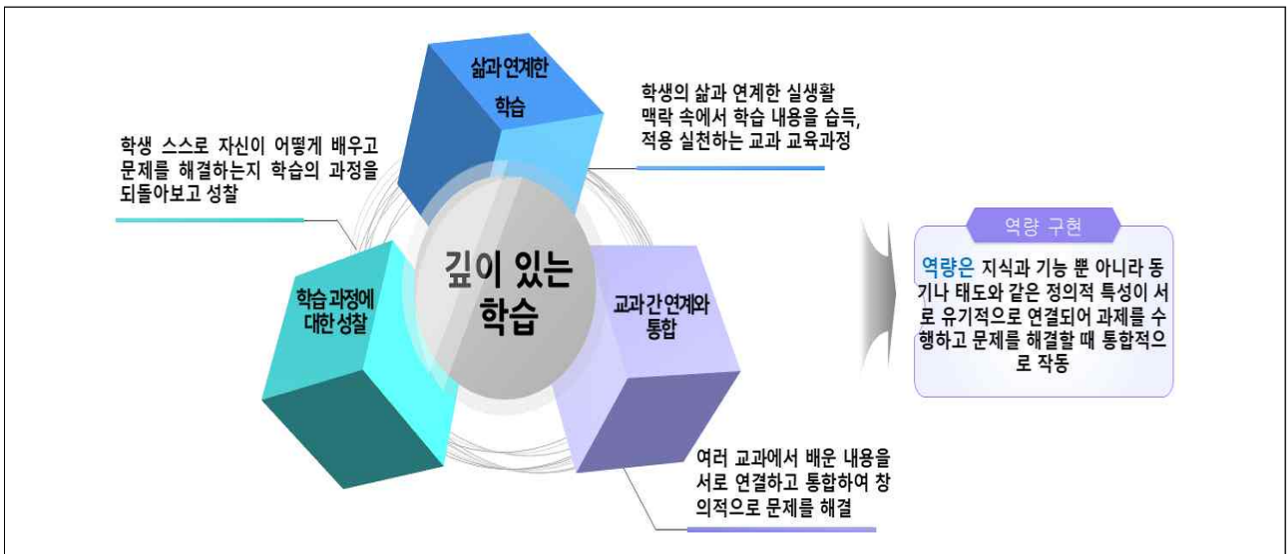 삶과 연계한
학습
학생의 삶과 연계한 실생활
맥락 속에서 학습 내용을 습득,
적용 실천하는 교과 교육과정
학생 스스로 자신이 어떻게 배우고
문제를 해결하는지 학습의 과정을
되돌아보고 성찰
깊이 있는
학습
학습 과정에
대한 성찰
교과 간 연계와
통합
여러 교과에서 배운 내용을
서로 연결하고 통합하여 창
의적으로 문제를 해결
역량 구현
역량은 지식과 기능 뿐 아니라 동
기나 태도와 같은 정의적 특성이 서
로 유기적으로 연결되어 과제를 수
행하고 문제를 해결할 때 통합적으
로 작동